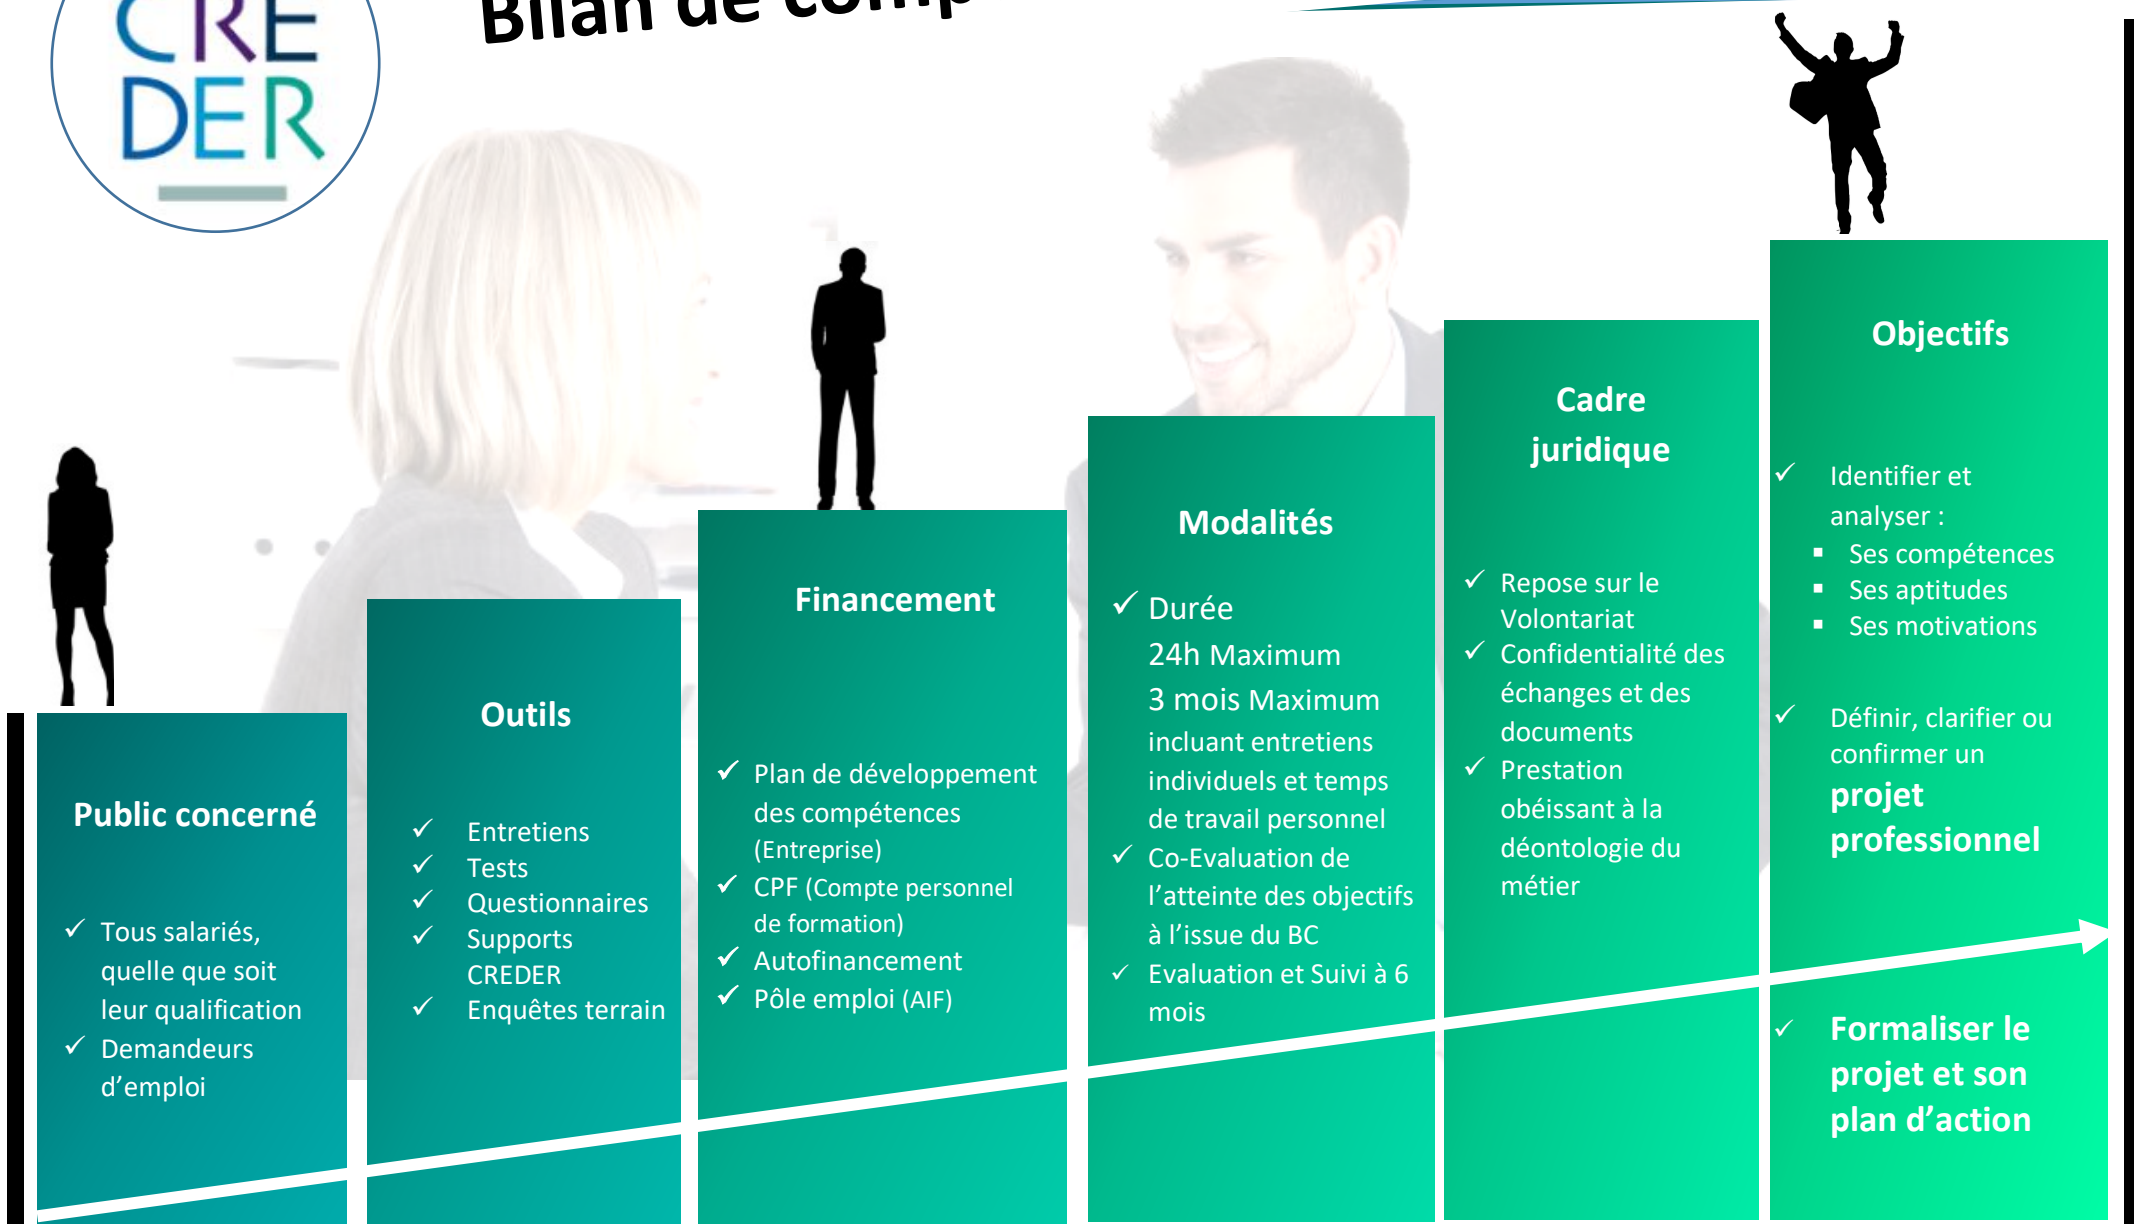 CRE
DER
Bilan de comp
Public concerné
Tous salariés,
quelle que soit
leur qualification
Demandeurs
d’emploi
Outils
Entretiens
Tests
Questionnaires
Supports
CREDER
Enquêtes terrain
Financement
Plan de développement
des compétences
(Entreprise)
CPF (Compte personnel
de formation)
Autofinancement
Pôle emploi (AIF)
Modalités
Durée
24h Maximum
3 mois Maximum
incluant entretiens
individuels et temps
de travail personnel
Co-Evaluation de
l’atteinte des objectifs
à l’issue du BC
Evaluation et Suivi à 6
mois
Cadre
juridique
Repose sur le
Volontariat
Confidentialité des
échanges et des
documents
Prestation
obéissant à la
déontologie du
métier
Objectifs
Identifier et
analyser :
Ses compétences
Ses aptitudes
Ses motivations
Définir, clarifier ou
confirmer un
projet
professionnel
Formaliser le
projet et son
plan d’action